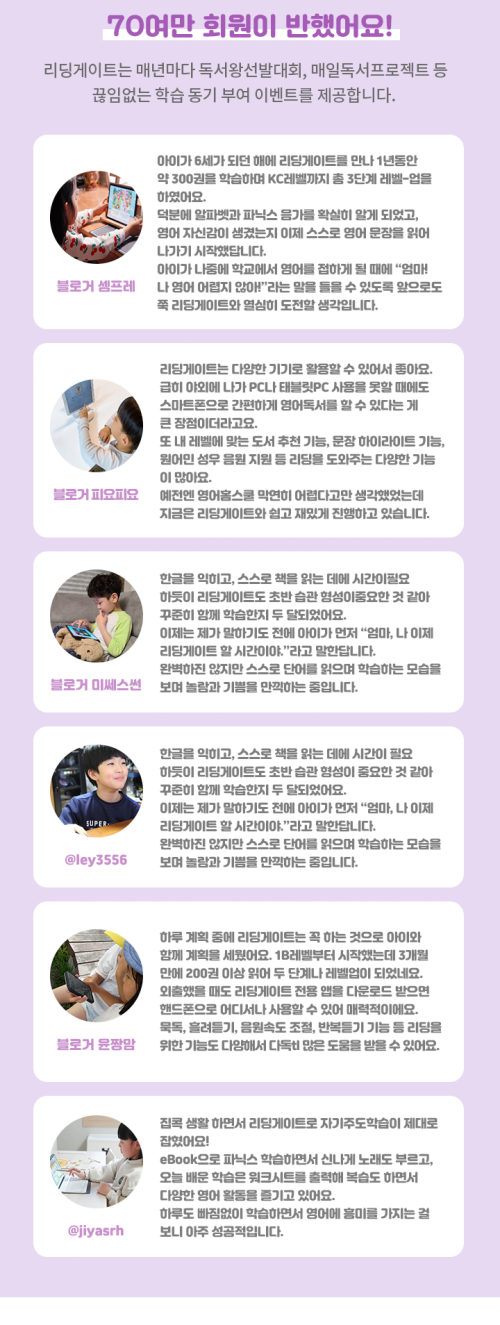 70여만 회원이 반했어요!
리딩게이트는 매년마다 독서왕선발대회, 매일독서프로젝트 등
끊임없는 학습 동기 부여 이벤트를 제공합니다.
아이가 6세가 되던 해에 리딩게이트를 만나 1년동안
약 300권을 학습하며 KC레벨까지 총 3단계 레벨-업을
하였어요.
덕분에 알파벳과 파닉스 음가를 확실히 알게 되었고,
영어 자신감이 생겼는지 이제 스스로 영어 문장을 읽어
나가기 시작했답니다.
아이가 나중에 학교에서 영어를 접하게 될 때에 “엄마!
나 영어 어렵지 않아!”라는 말을 들을 수 있도록 앞으로도
쭉 리딩게이트와 열심히 도전할 생각입니다.
블로거 셈프레
리딩게이트는 다양한 기기로 활용할 수 있어서 좋아요.
급히 야외에 나가 PC나 태블릿PC 사용을 못할 때에도
스마트폰으로 간편하게 영어독서를 할 수 있다는 게
큰 장점이더라고요.
또 내 레벨에 맞는 도서 추천 기능, 문장 하이라이트 기능,
원어민 성우 음원 지원 등 리딩을 도와주는 다양한 기능
이 많아요.
예전엔 영어홈스쿨 막연히 어렵다고만 생각했었는데
지금은 리딩게이트와 쉽고 재밌게 진행하고 있습니다.
블로거 피요피요
한글을 익히고, 스스로 책을 읽는 데에 시간이필요
하듯이 리딩게이트도 초반 습관 형성이중요한 것 같아
꾸준히 함께 학습한지 두 달되었어요.
이제는 제가 말하기도 전에 아이가 먼저 “엄마, 나 이제
리딩게이트 할 시간이야.”라고 말한답니다.
완벽하진 않지만 스스로 단어를 읽으며 학습하는 모습을
보며 놀람과 기쁨을 만끽하는 중입니다.
블로거 미쎄스썬
한글을 익히고, 스스로 책을 읽는 데에 시간이 필요
하듯이 리딩게이트도 초반 습관 형성이 중요한 것 같아
꾸준히 함께 학습한지 두 달되었어요.
이제는 제가 말하기도 전에 아이가 먼저 “엄마, 나 이제
리딩게이트 할 시간이야.”라고 말한답니다.
완벽하진 않지만 스스로 단어를 읽으며 학습하는 모습을
보며 놀람과 기쁨을 만끽하는 중입니다.
SUPER
@ley3556
하루 계획 중에 리딩게이트는 꼭 하는 것으로 아이와
함께 계획을 세웠어요. 1B레벨부터 시작했는데 3개월
만에 200권 이상 읽어 두 단계나 레벨업이 되었네요.
외출했을 때도 리딩게이트 전용 앱을 다운로드 받으면
핸드폰으로 어디서나 사용할 수 있어 매력적이에요.
묵독, 흘려듣기, 음원속도 조절, 반복듣기 기능 등 리딩을
위한 기능도 다양해서 다독t 많은 도움을 받을 수 있어요.
블로거 윤짱맘
집콕 생활 하면서 리딩게이트로 자기주도학습이 제대로
잡혔어요!
eBook으로 파닉스 학습하면서 신나게 노래도 부르고,
오늘 배운 학습은 워크시트를 출력해 복습도 하면서
다양한 영어 활동을 즐기고 있어요.
하루도 빠짐없이 학습하면서 영어에 흥미를 가지는 걸
보니 아주 성공적입니다.
@jiyasrh